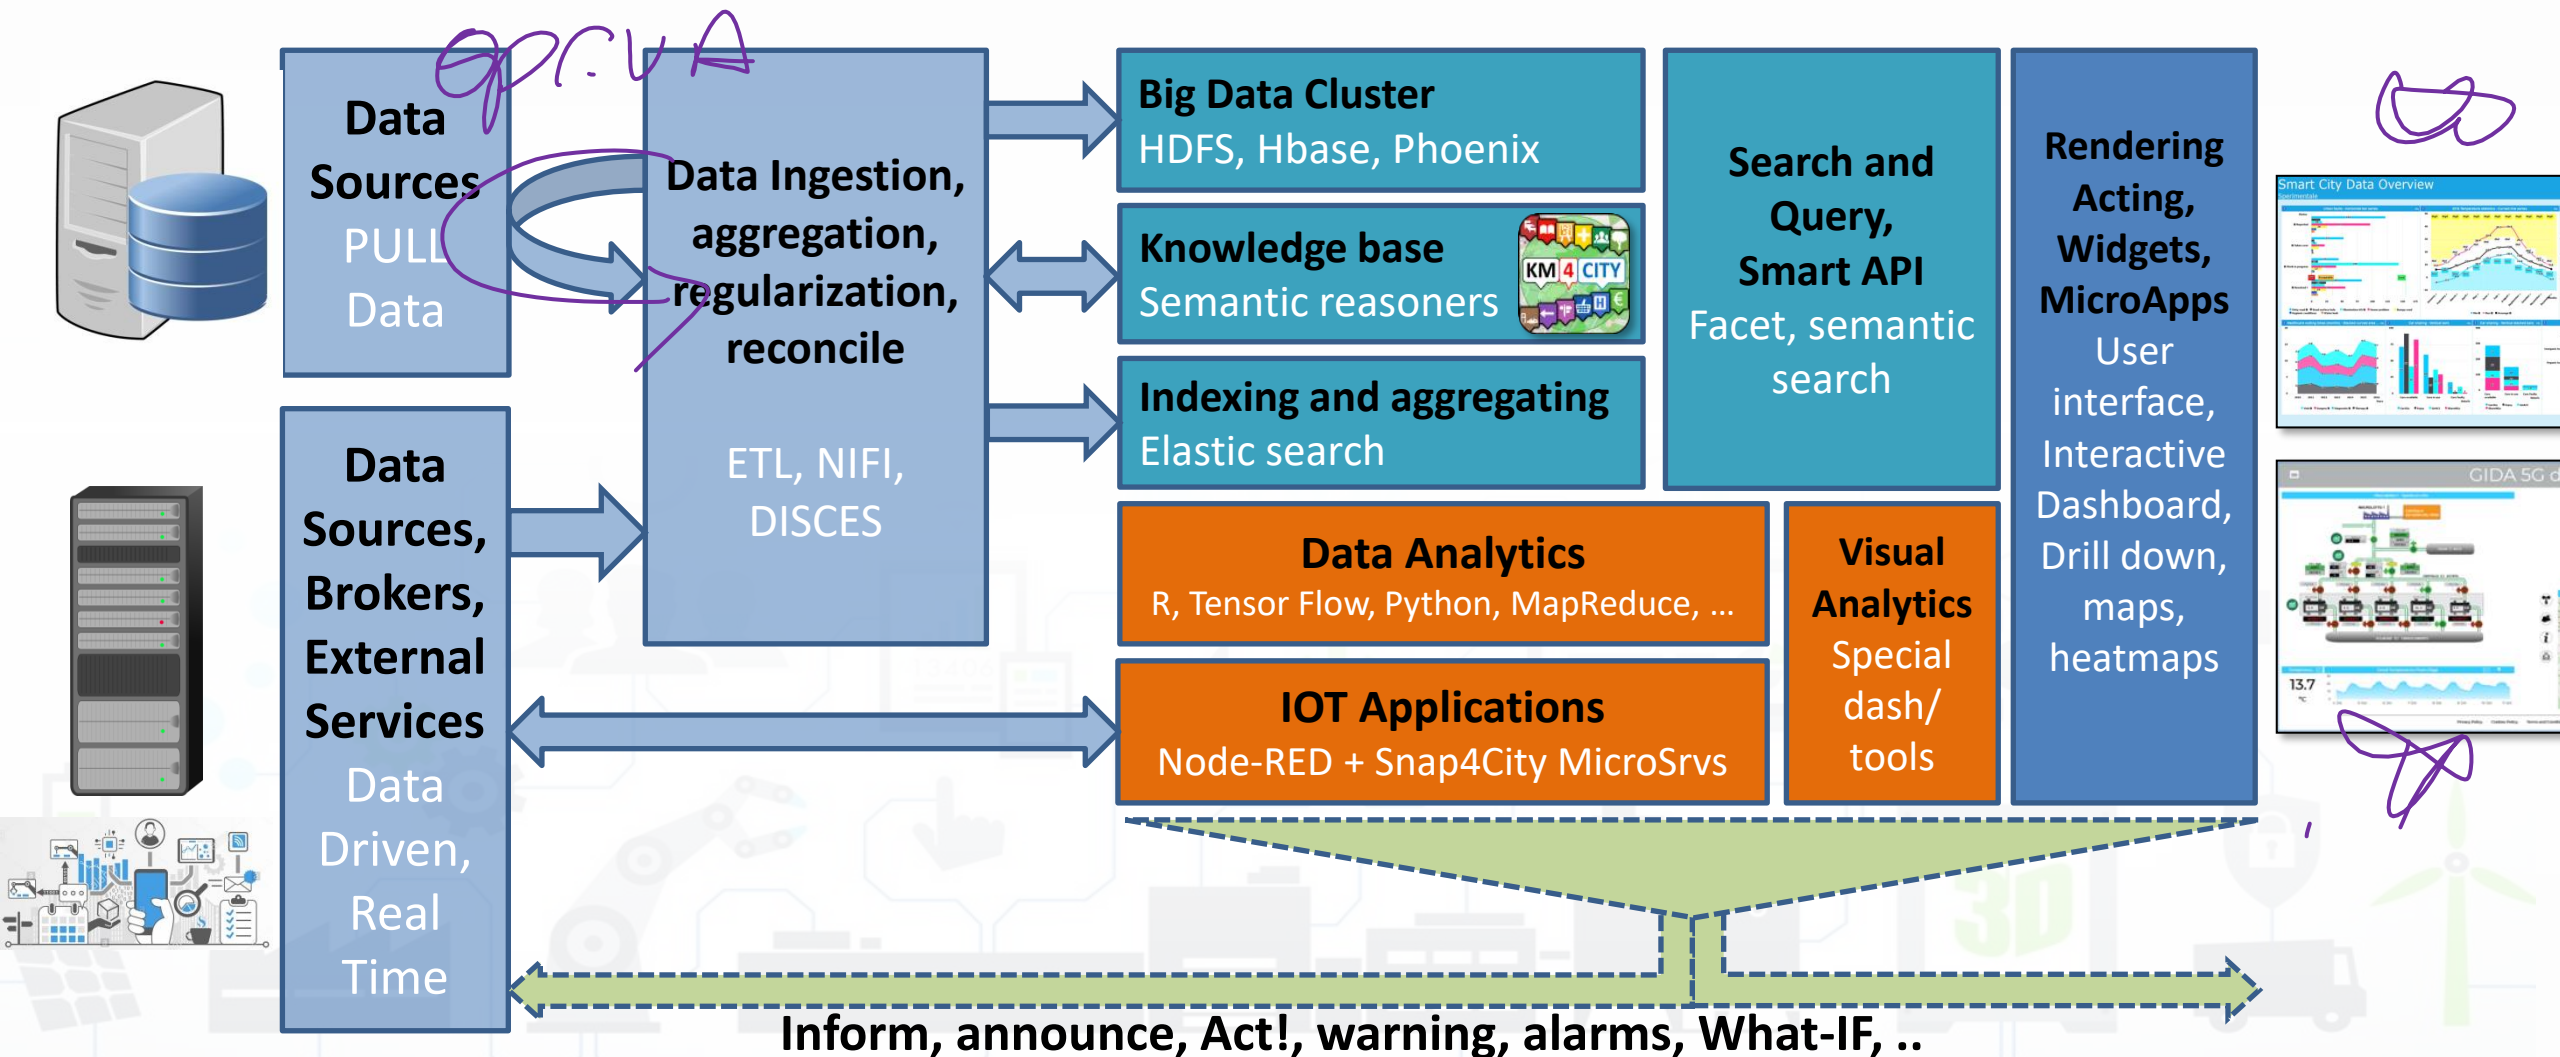 Data
Sources
PULL
Data
Data
Sources,
Brokers,
External
Services
Data
Driven,
Real
Time
Data Ingestion,
aggregation,
regularization,
reconcile
ETL, NIFI,
DISCES
Big Data Cluster
HDFS, Hbase, Phoenix
Knowledge base
Semantic reasoners
KM 4 CITY
Indexing and aggregating
Elastic search
Search and
Query,
Smart API
Facet, semantic
search
Data Analytics
R, Tensor Flow, Python, MapReduce, ...
IOT Applications
Node-RED + Snap4City MicroSrvs
Visual
Analytics
Special
dash/
tools
Rendering
Acting,
Widgets,
MicroApps
User
interface,
Interactive
Dashboard,
Drill down,
maps,
heatmaps
Smart City Data Overview
GIDA 5G d
13.7
°C
3D
Inform, announce, Act!, warning, alarms, What-IF, ..